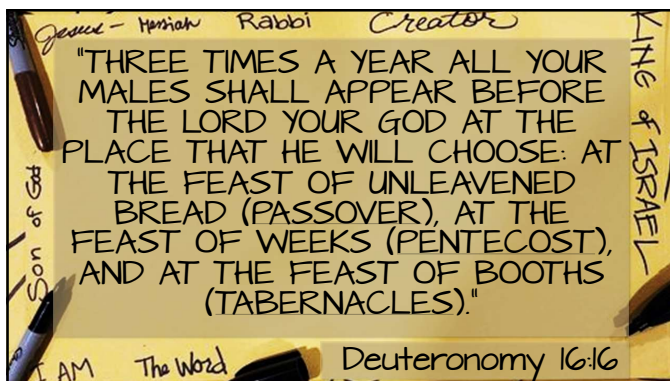 Jesus - Messiah Rabbi Creator
KING of ISRAEL
"THREE TIMES A YEAR ALL YOUR
MALES SHALL APPEAR BEFORE
THE LORD YOUR GOD AT THE
PLACE THAT HE WILL CHOOSE: AT
THE FEAST OF UNLEAVENED
BREAD (PASSOVER), AT THE
FEAST OF WEEKS (PENTECOST),
AND AT THE FEAST OF BOOTHS
(TABERNACLES)."
Son of God
I AM The Word
Deuteronomy 16:16